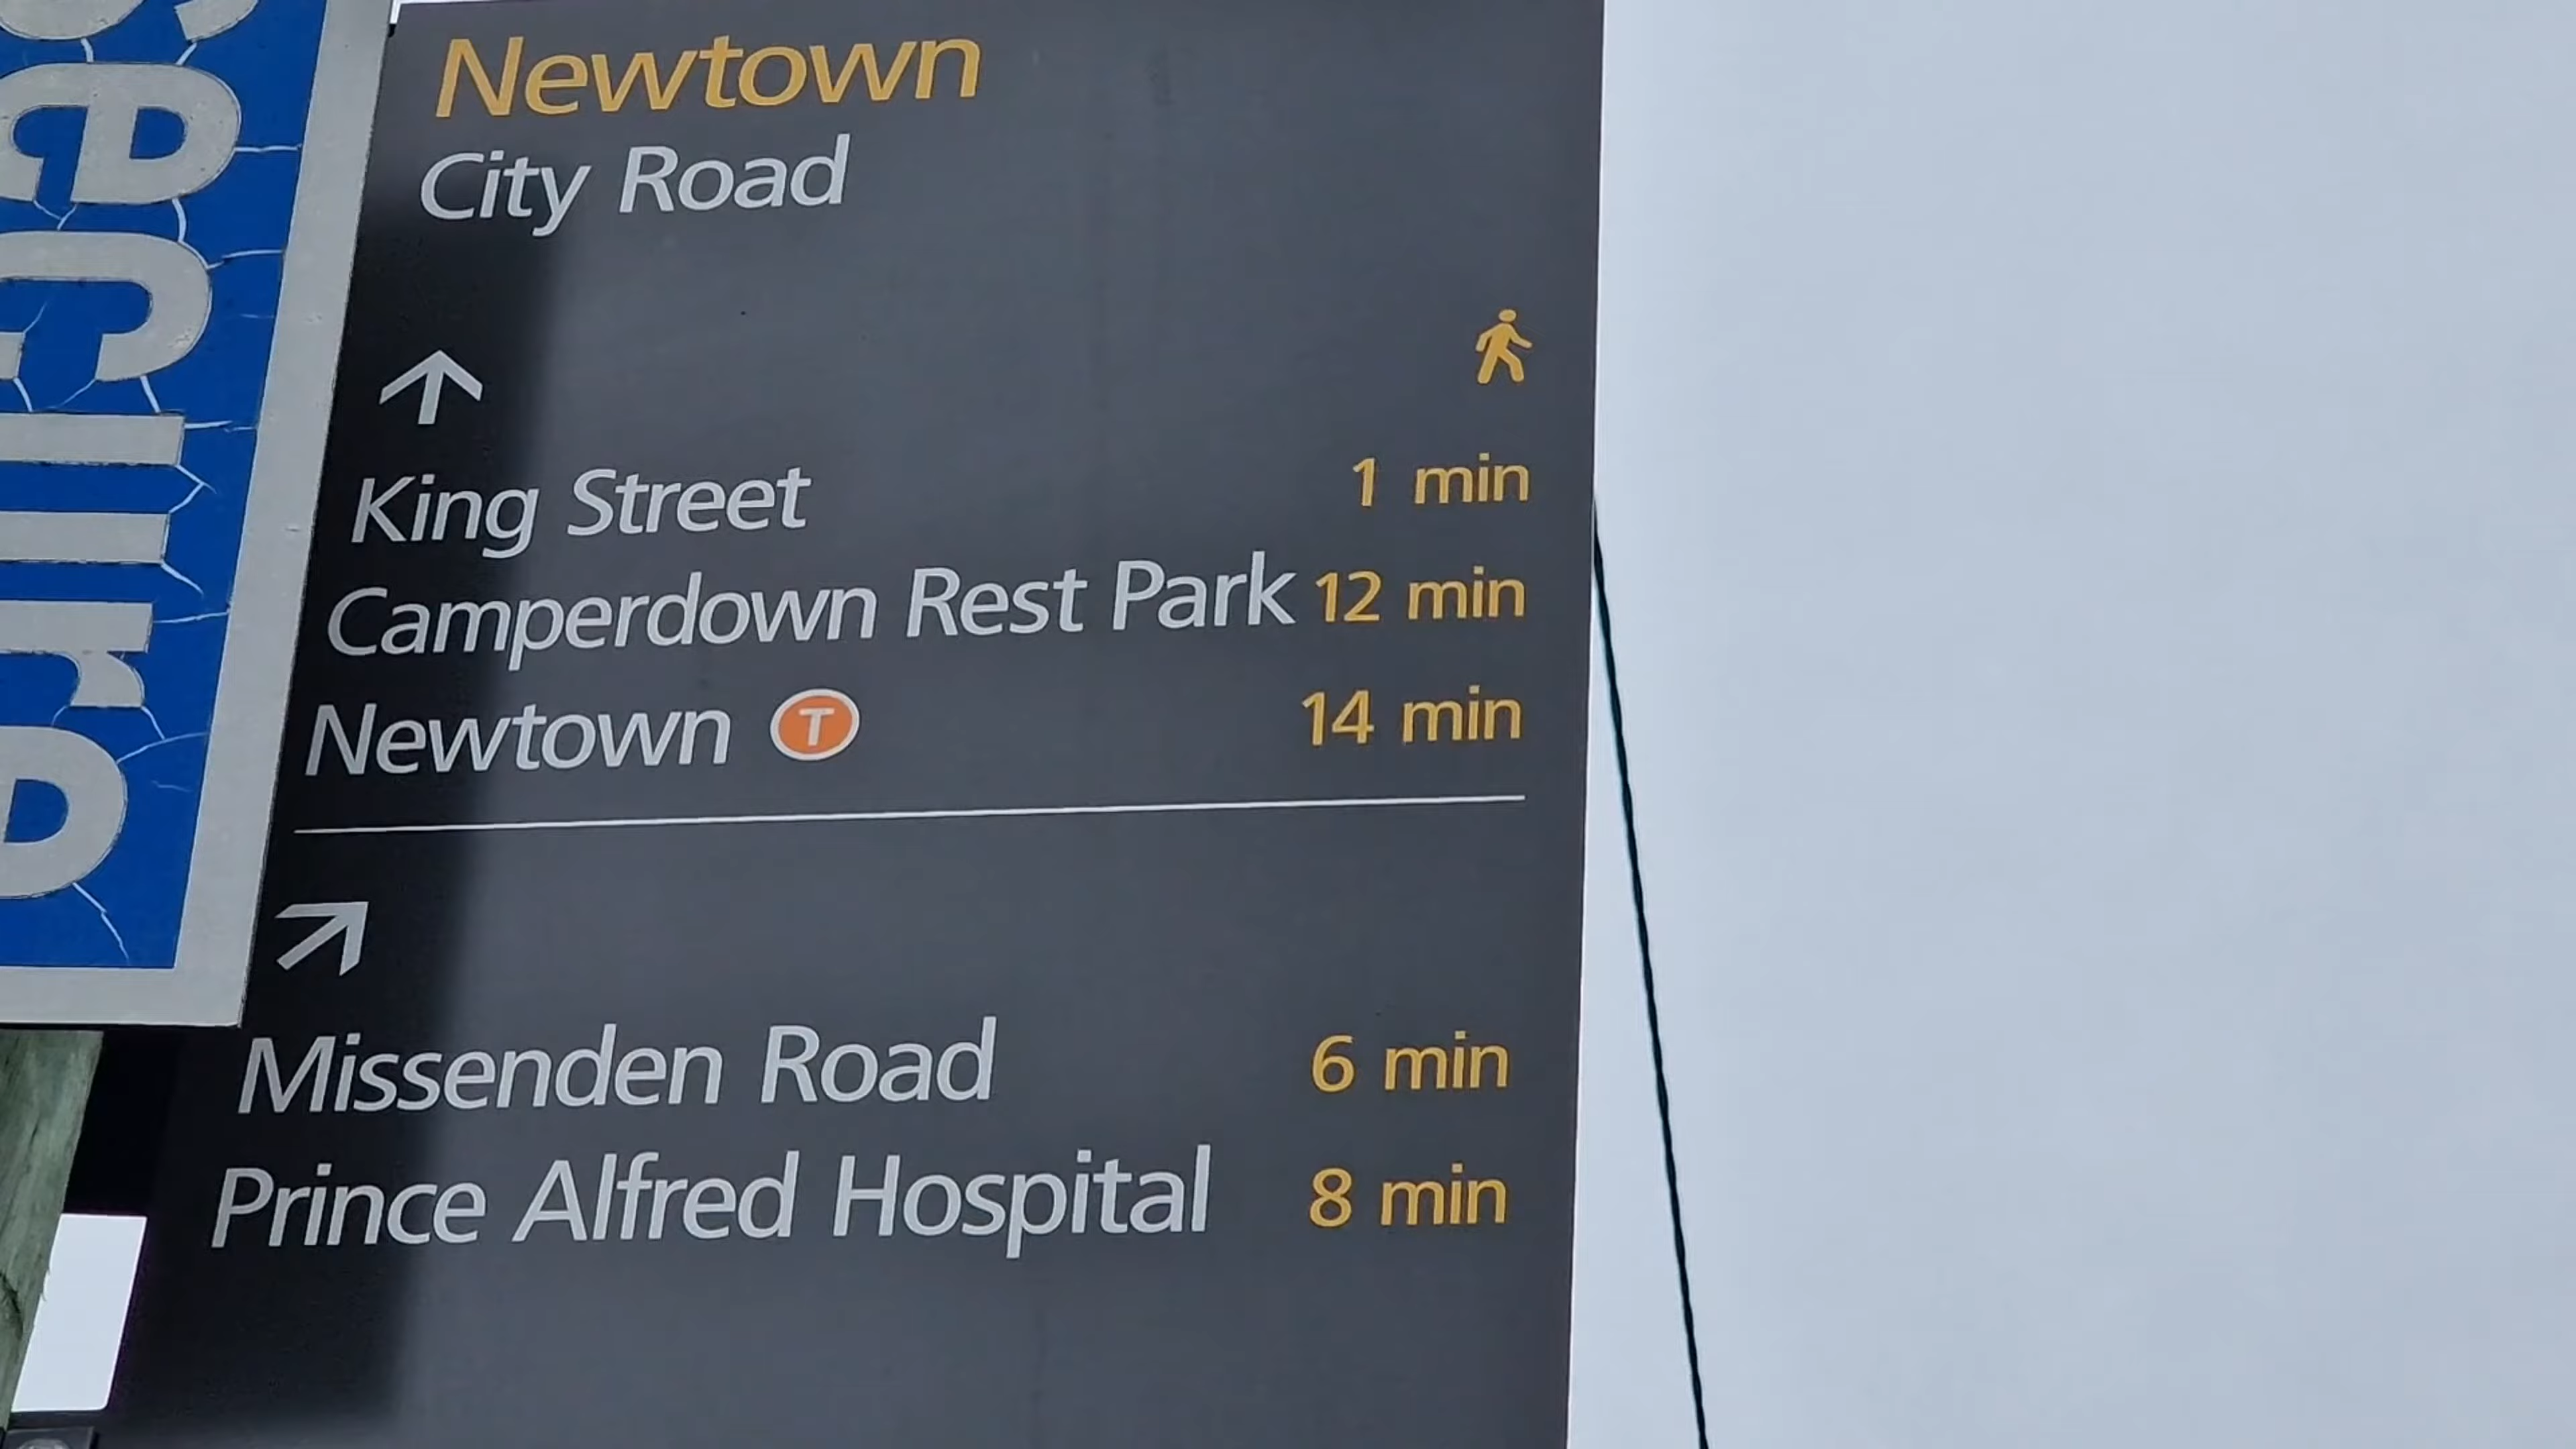 Newtown
City Road
King Street 1 min
Camperdown Rest Park 12 min
Newtown T 14 min
Missenden Road 6 min
Prince Alfred Hospital 8 min